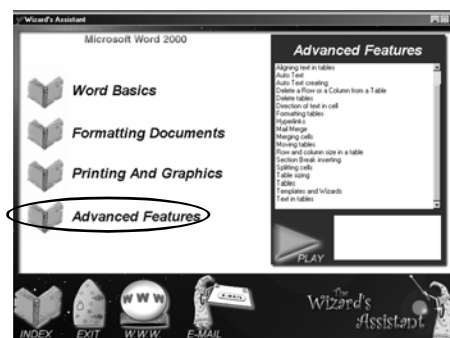 Wizard's Assistant
Microsoft Word 2000
Word Basics
Formatting Documents
Printing And Graphics
Advanced Features
Advanced Features
Aligning text in tables
Auto Text
Auto Text creating
Delete a Row or a Column from a Table
Delete tables
Direction of text in cell
Formatting tables
Hyperlinks
Mail Merge
Merging cells
Moving tables
Row and column size in a table
Section Break inserting
Splitting cells
Table sizing
Tables
Templates and Wizards
Text in tables
PLAY
WWW
E-MAIL
INDEX
EXIT
W.W.W.
E-MAIL
The
Wizard's
Assistant